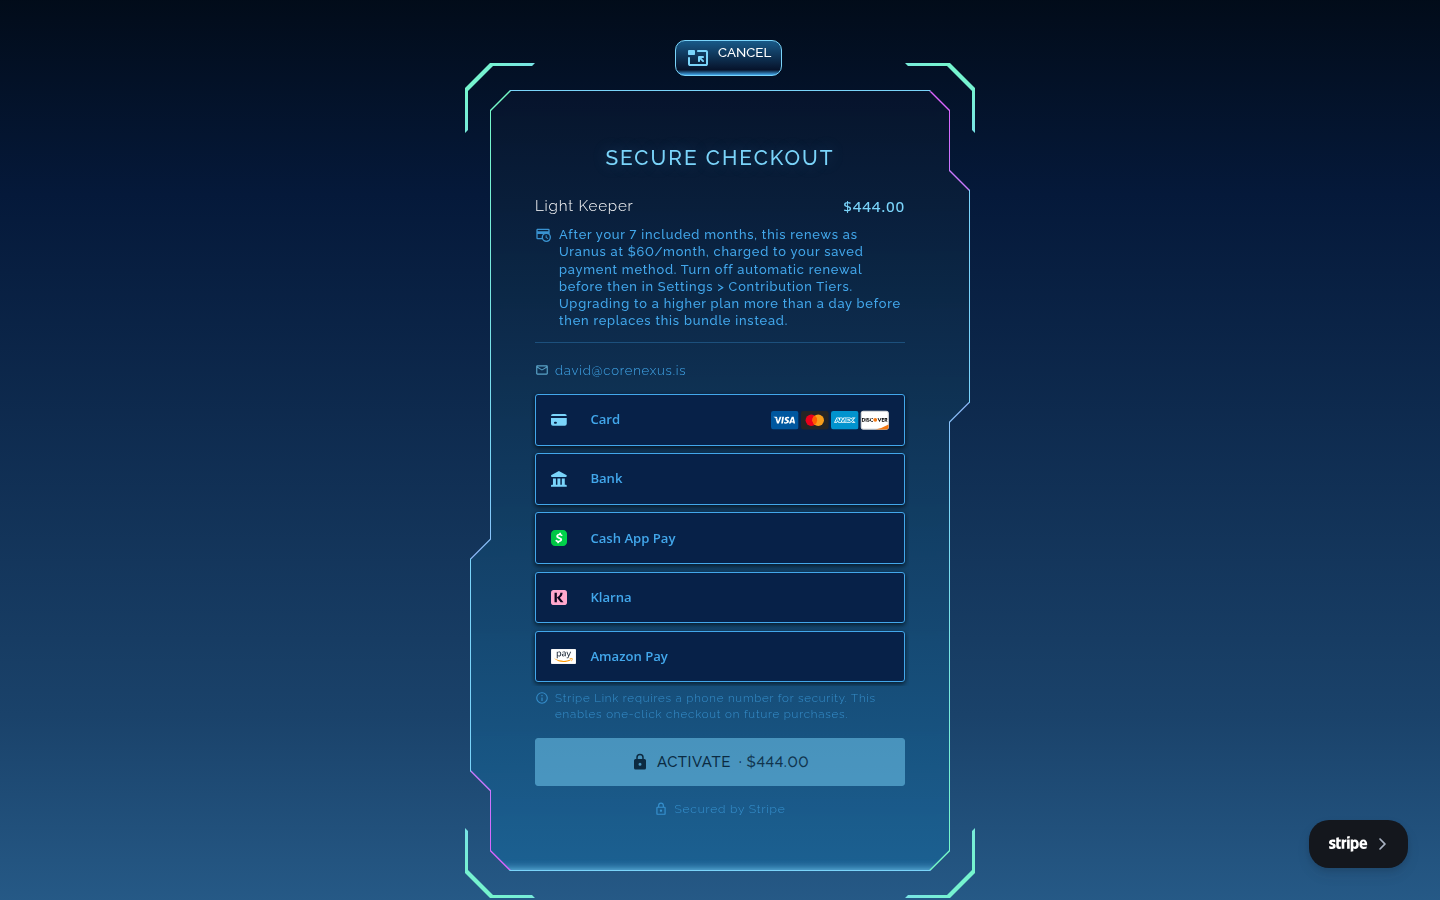 CANCEL
SECURE CHECKOUT
Light Keeper
$444.00
After your 7 included months, this renews as
Uranus at $60/month, charged to your saved
payment method. Turn off automatic renewal
before then in Settings > Contribution Tiers.
Upgrading to a higher plan more than a day before
then replaces this bundle instead.
david@corenexus.is
Card
VISA
AMEX
DISCOVER
Bank
Cash App Pay
Klarna
pay
Amazon Pay
Stripe Link requires a phone number for security. This
enables one-click checkout on future purchases.
ACTIVATE · $444.00
Secured by Stripe
stripe